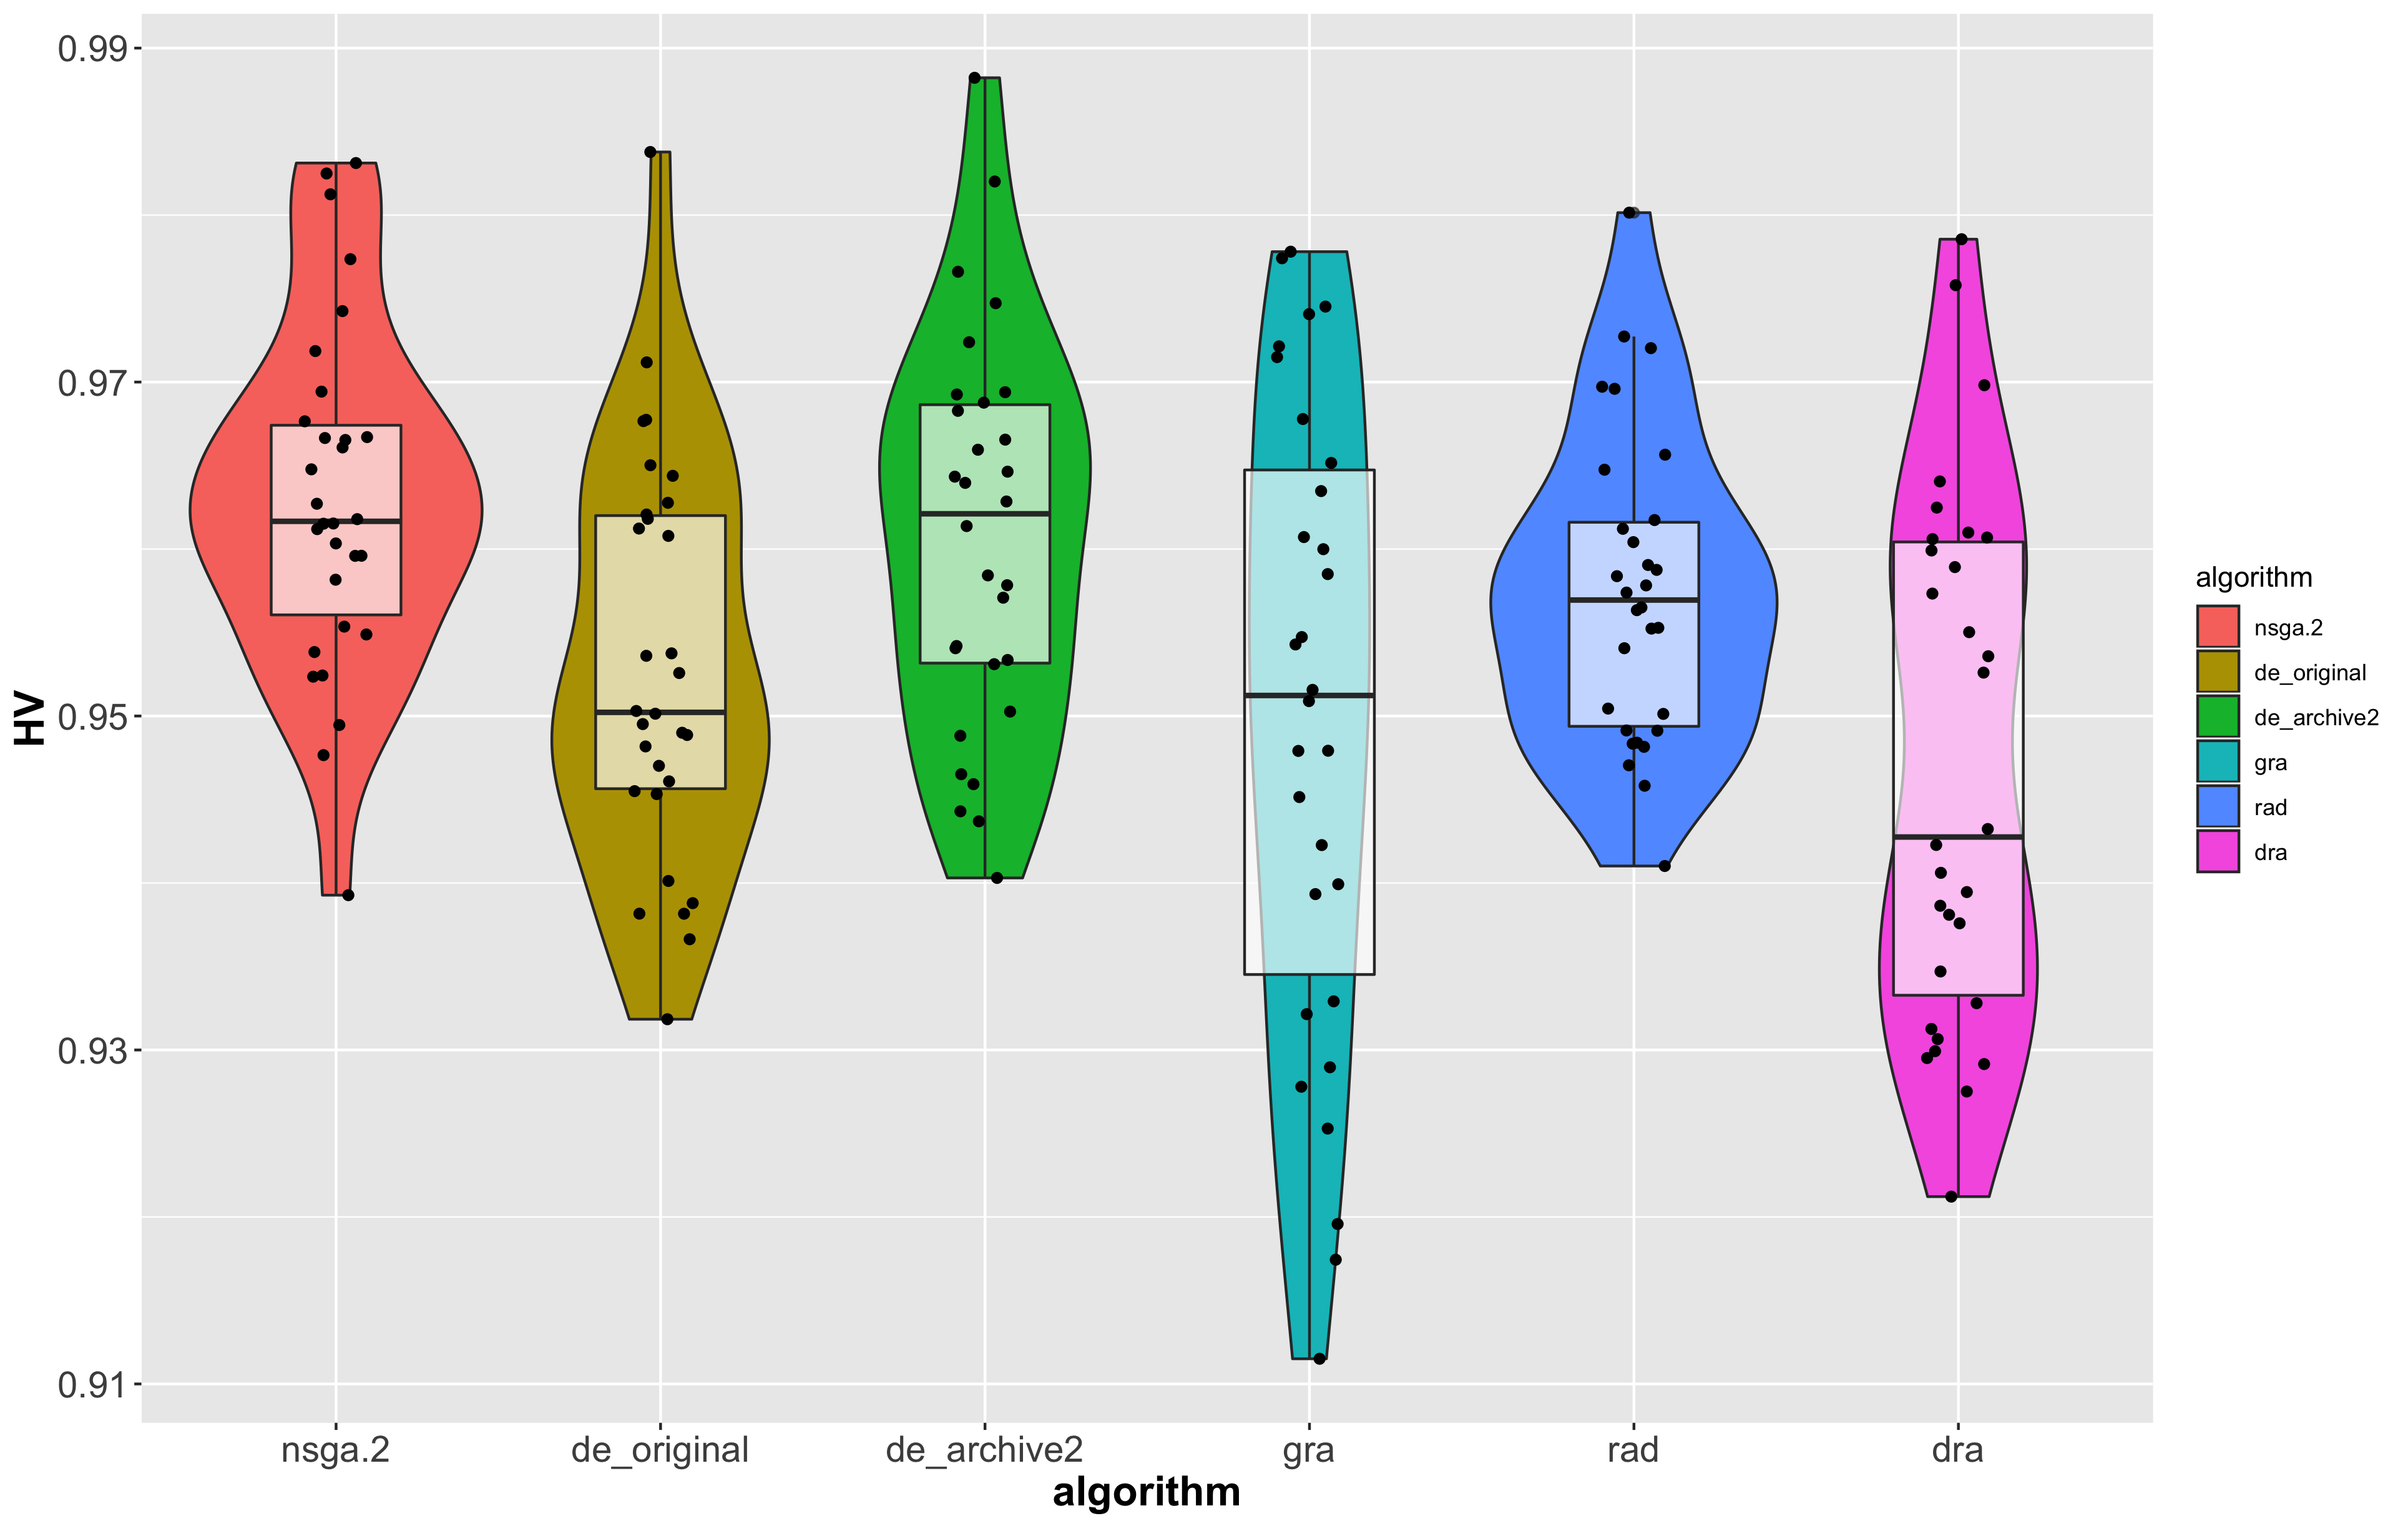 0.99
0.97
0.95
0.93
0.91
HV
nsga.2
de_original
de_archive2
gra
rad
dra
algorithm
algorithm
nsga.2
de_original
de_archive2
gra
rad
dra